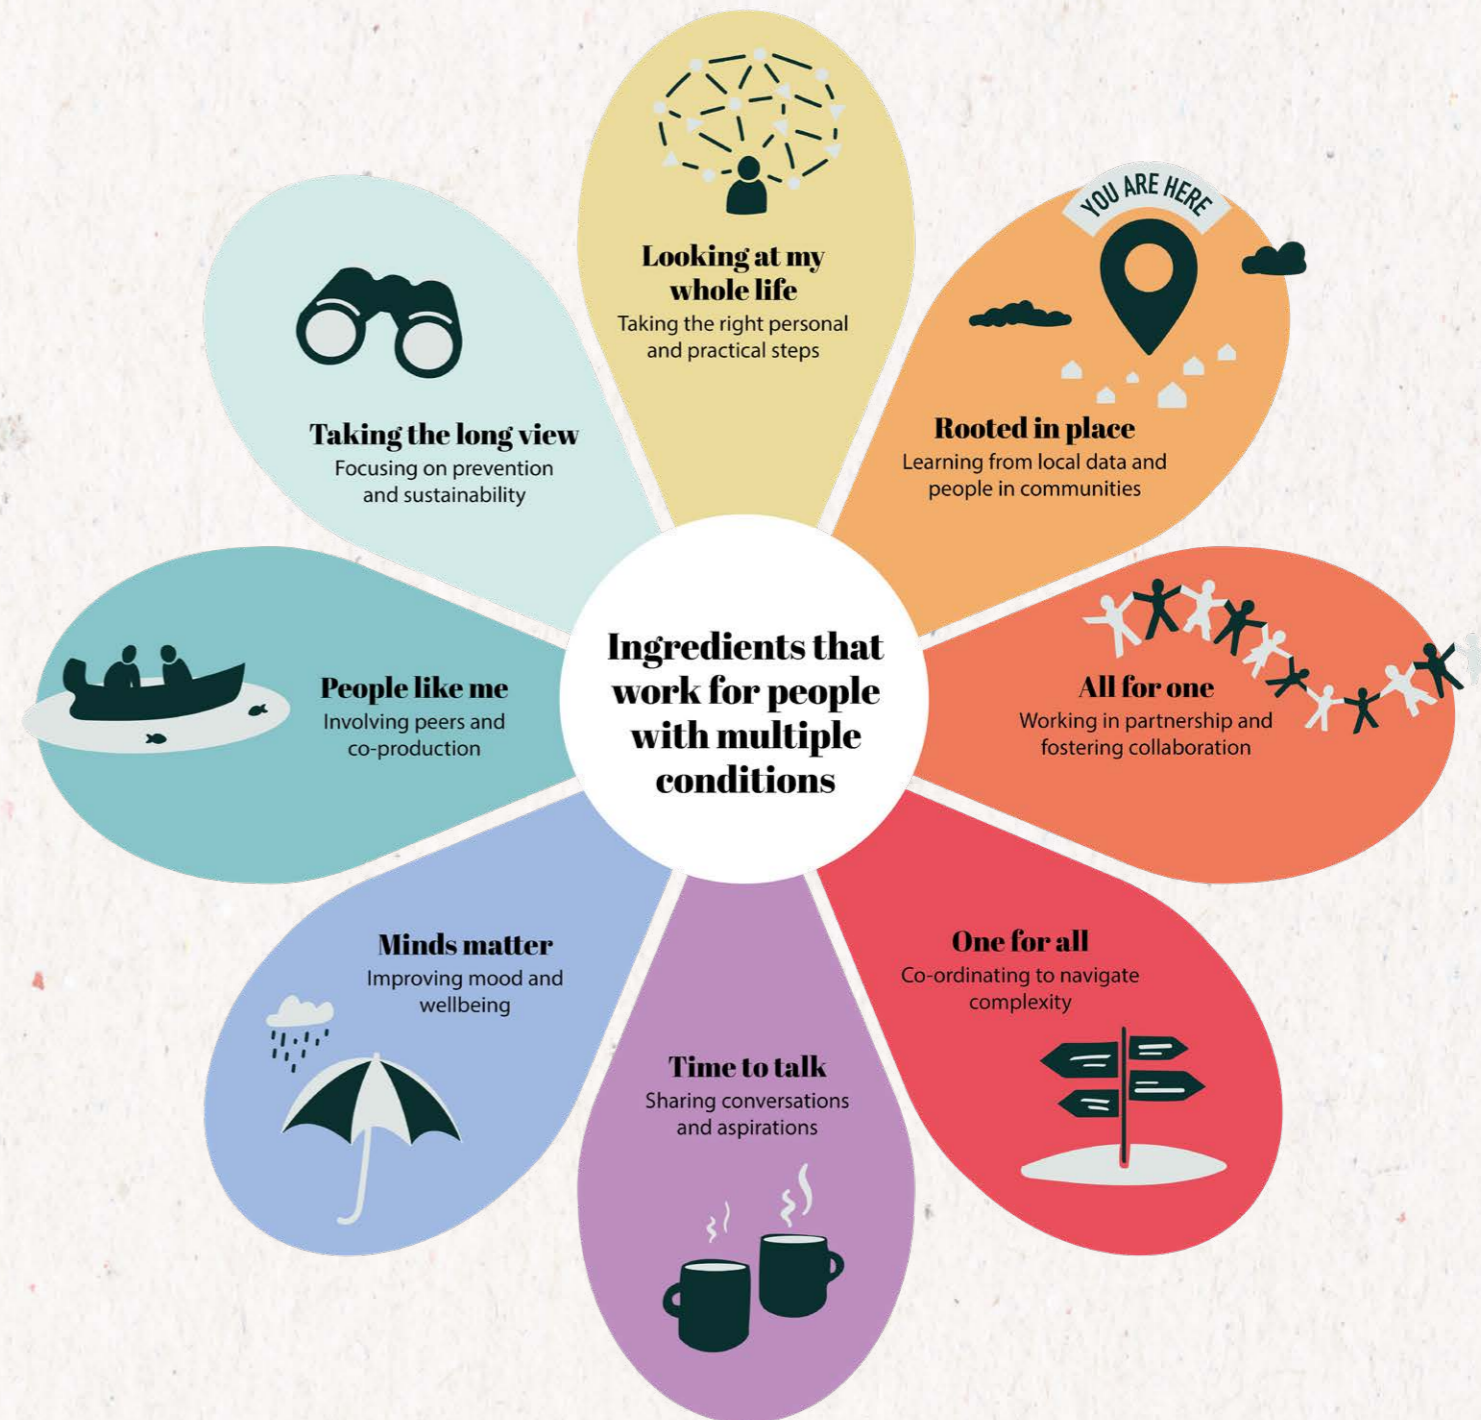 Looking at my
whole life
Taking the right personal
and practical steps
YOU ARE HERE
Rooted in place
Learning from local data and
people in communities
All for one
Working in partnership and
fostering collaboration
One for all
Co-ordinating to navigate
complexity
Time to talk
Sharing conversations
and aspirations
Minds matter
Improving mood and
wellbeing
People like me
Involving peers and
co-production
Taking the long view
Focusing on prevention
and sustainability
Ingredients that
work for people
with multiple
conditions